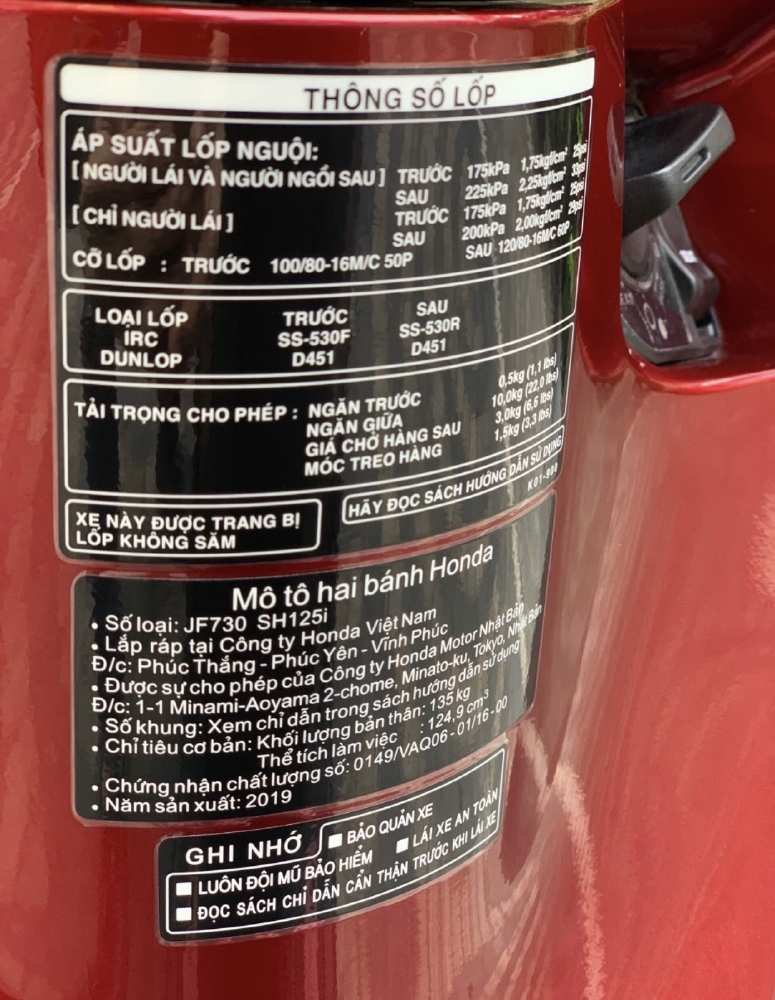 THÔNG SỐ LỐP
ÁP SUẤT LỐP NGUỘI:
[ NGƯỜI LÁI VÀ NGƯỜI NGỒI SAU ] TRƯỚC 175kPa 1,75kgf/cm² 25psi
SAU 225kPa 2,25kgf/cm² 33psi
[ CHỈ NGƯỜI LÁI ] TRƯỚC 175kPa 1,75kgf/cm² 25psi
SAU 200kPa 2,00kgf/cm² 29psi
CỠ LỐP : TRƯỚC 100/80-16M/C 50P SAU 120/80-16M/C 60P
LOẠI LỐP TRƯỚC SAU
IRC SS-530F SS-530R
DUNLOP D451 D451
TẢI TRỌNG CHO PHÉP : NGĂN TRƯỚC 0,5kg (1,1 lbs)
NGĂN GIỮA 10,0kg (22,0 lbs)
GIÁ CHỞ HÀNG SAU 3,0kg (6,6 lbs)
MÓC TREO HÀNG 1,5kg (3,3 lbs)
XE NÀY ĐƯỢC TRANG BỊ
LỐP KHÔNG SĂM
HÃY ĐỌC SÁCH HƯỚNG DẪN SỬ DỤNG
K01-900
Mô tô hai bánh Honda
• Số loại: JF730 SH125i
• Lắp ráp tại Công ty Honda Việt Nam
Đ/c: Phúc Thắng - Phúc Yên - Vĩnh Phúc
• Được sự cho phép của Công ty Honda Motor Nhật Bản
Đ/c: 1-1 Minami-Aoyama 2-chome, Minato-ku, Tokyo, Nhật Bản
• Số khung: Xem chỉ dẫn trong sách hướng dẫn sử dụng
• Chỉ tiêu cơ bản: Khối lượng bản thân: 135 kg
Thể tích làm việc : 124,9 cm³
• Chứng nhận chất lượng số: 0149/VAQ06 - 01/16 - 00
• Năm sản xuất: 2019
GHI NHỚ ■ BẢO QUẢN XE
■ LUÔN ĐỘI MŨ BẢO HIỂM ■ LÁI XE AN TOÀN
■ ĐỌC SÁCH CHỈ DẪN CẨN THẬN TRƯỚC KHI LÁI XE